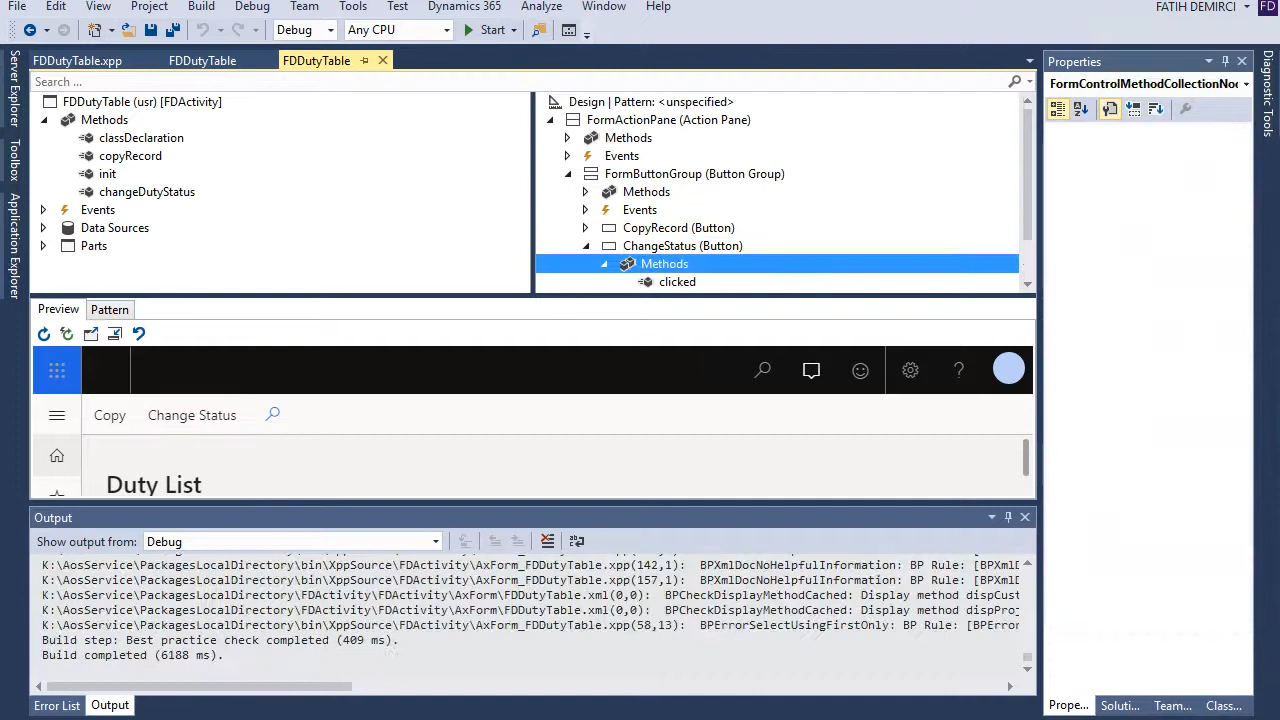 File Edit View Project Build Debug Team Tools Test Dynamics 365 Analyze Window Help FATIH DEMIRCI FD
Debug Any CPU Start
Server Explorer
Toolbox
Application Explorer
FDDutyTable.xpp FDDutyTable FDDutyTable
Search ...
FDDutyTable (usr) [FDActivity]
Methods
classDeclaration
copyRecord
init
changeDutyStatus
Events
Data Sources
Parts
Design | Pattern: <unspecified>
FormActionPane (Action Pane)
Methods
Events
FormButtonGroup (Button Group)
Methods
Events
CopyRecord (Button)
ChangeStatus (Button)
Methods
clicked
Preview Pattern
Copy Change Status
Duty List
Output
Show output from: Debug
K:\AosService\PackagesLocalDirectory\bin\XppSource\FDActivity\AxForm_FDDutyTable.xpp(142,1): BPXmlDocNoHelpfulInformation: BP Rule: [BPXmlD
K:\AosService\PackagesLocalDirectory\bin\XppSource\FDActivity\AxForm_FDDutyTable.xpp(157,1): BPXmlDocNoHelpfulInformation: BP Rule: [BPXmlD
K:\AosService\PackagesLocalDirectory\FDActivity\FDActivity\AxForm\FDDutyTable.xml(0,0): BPCheckDisplayMethodCached: Display method dispCust
K:\AosService\PackagesLocalDirectory\FDActivity\FDActivity\AxForm\FDDutyTable.xml(0,0): BPCheckDisplayMethodCached: Display method dispProj
K:\AosService\PackagesLocalDirectory\bin\XppSource\FDActivity\AxForm_FDDutyTable.xpp(58,13): BPErrorSelectUsingFirstOnly: BP Rule: [BPError
Build step: Best practice check completed (409 ms).
Build completed (6188 ms).
Error List Output
Properties
FormControlMethodCollectionNo
Prope... Soluti... Team... Class...
Diagnostic Tools